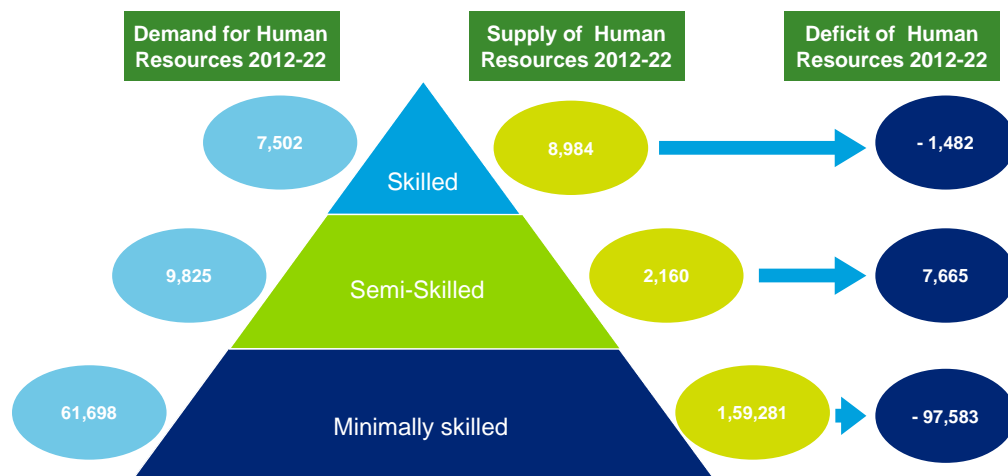 Demand for Human
Resources 2012-22
Supply of  Human
Resources 2012-22
Deficit of  Human
Resources 2012-22
7,502
Skilled
8,984
- 1,482
9,825
Semi-Skilled
2,160
7,665
61,698
Minimally skilled
1,59,281
- 97,583